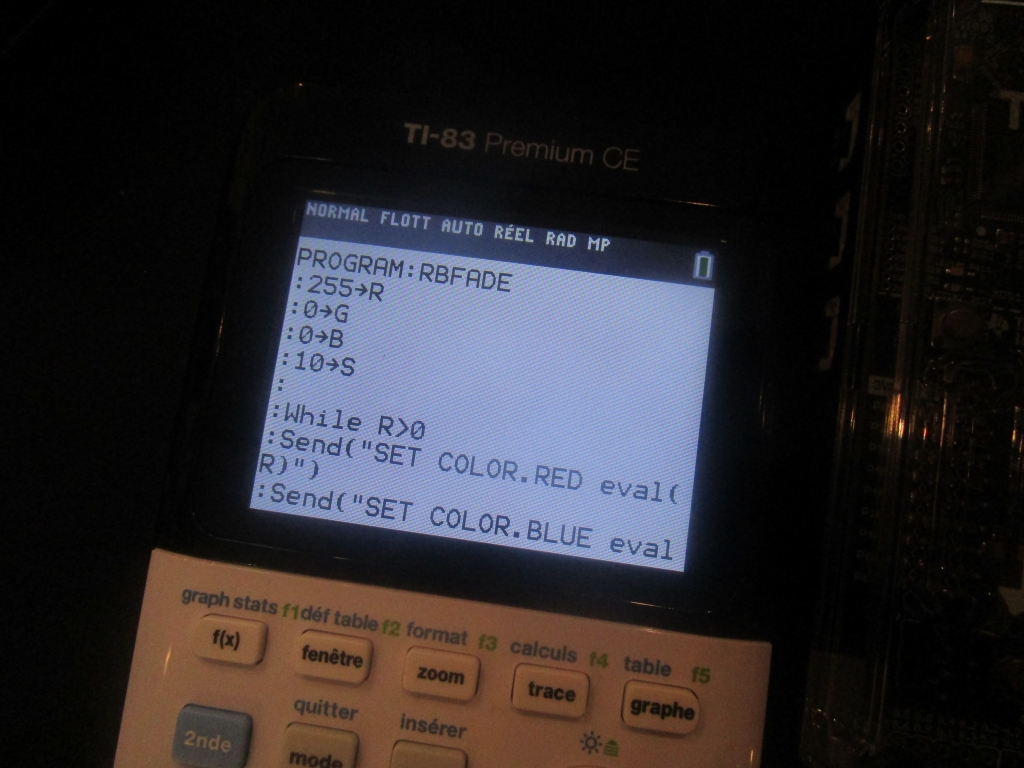 TI-83 Premium CE
NORMAL FLOTT AUTO RÉEL RAD MP
PROGRAM:RBFADE
:255→R
:0→G
:0→B
:10→S
:
:While R>0
:Send("SET COLOR.RED eval(
R)")
:Send("SET COLOR.BLUE eval
graph stats f1 déf table f2 format f3 calculs f4 table f5
f(x) fenêtre zoom trace graphe
quitter insérer
2nde mode